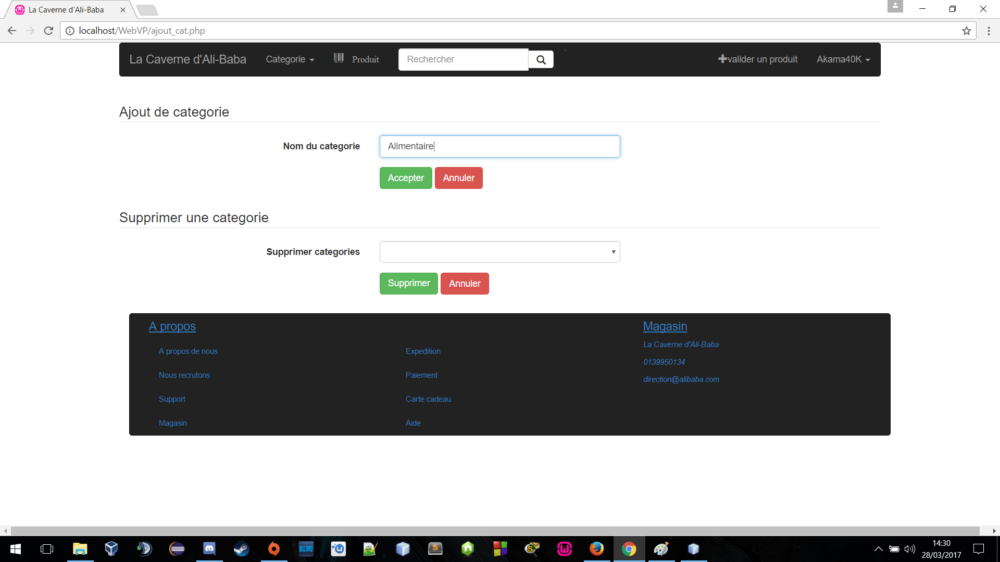 La Caverne d'Ali-Baba
localhost/WebVP/ajout_cat.php
La Caverne d'Ali-Baba Categorie Produit Rechercher valider un produit Akama40K
Ajout de categorie
Nom du categorie Alimentaire
Accepter Annuler
Supprimer une categorie
Supprimer categories
Supprimer Annuler
A propos Magasin
La Caverne d'Ali-Baba
A propos de nous Expedition
0139950134
Nous recrutons Paiement
direction@alibaba.com
Support Carte cadeau
Magasin Aide
BLIZZARD
14:30
28/03/2017